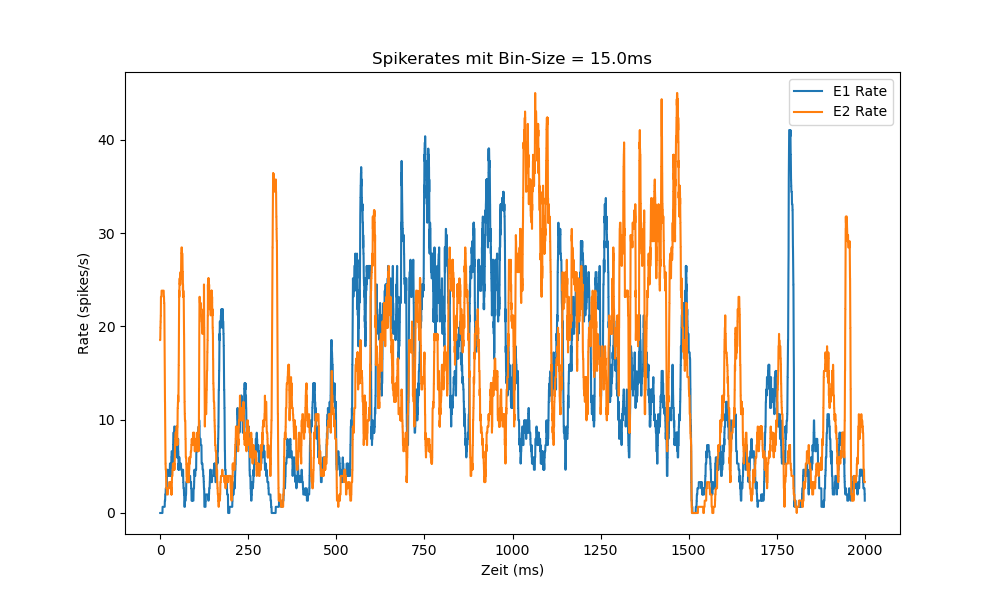 Spikerates mit Bin-Size = 15.0ms
E1 Rate
E2 Rate
40
30
20
10
0
Rate (spikes/s)
0 250 500 750 1000 1250 1500 1750 2000
Zeit (ms)